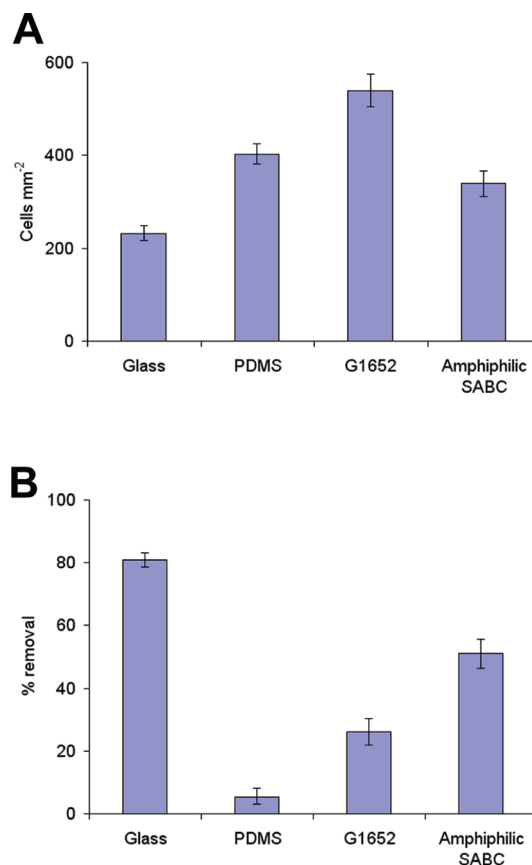 A
600
400
200
0
Cells mm-2
Glass PDMS G1652 Amphiphilic
SABC
B
100
80
60
40
20
0
% removal
Glass PDMS G1652 Amphiphilic
SABC